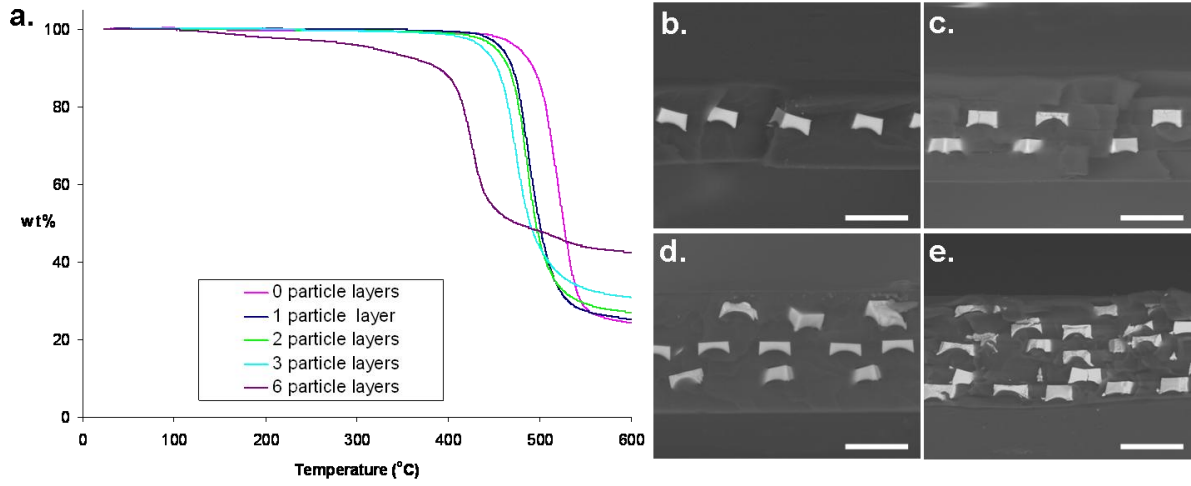 a.
100
80
60
wt%
40
20
0
0 particle layers
1 particle layer
2 particle layers
3 particle layers
6 particle layers
0 100 200 300 400 500 600
Temperature (°C)
b.
c.
d.
e.